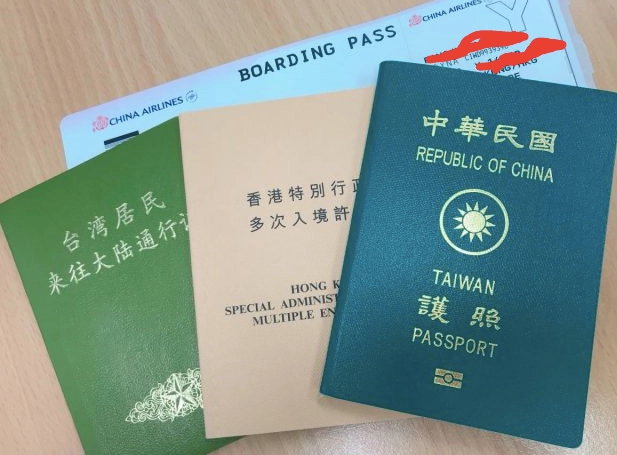 BOARDING PASS
CHINA AIRLINES
CHINA AIRLINES
Y
台湾居民
来往大陆通行证
香港特別行政
多次入境許
HONG K
SPECIAL ADMINIST
MULTIPLE EN
中華民國
REPUBLIC OF CHINA
TAIWAN
護照
PASSPORT